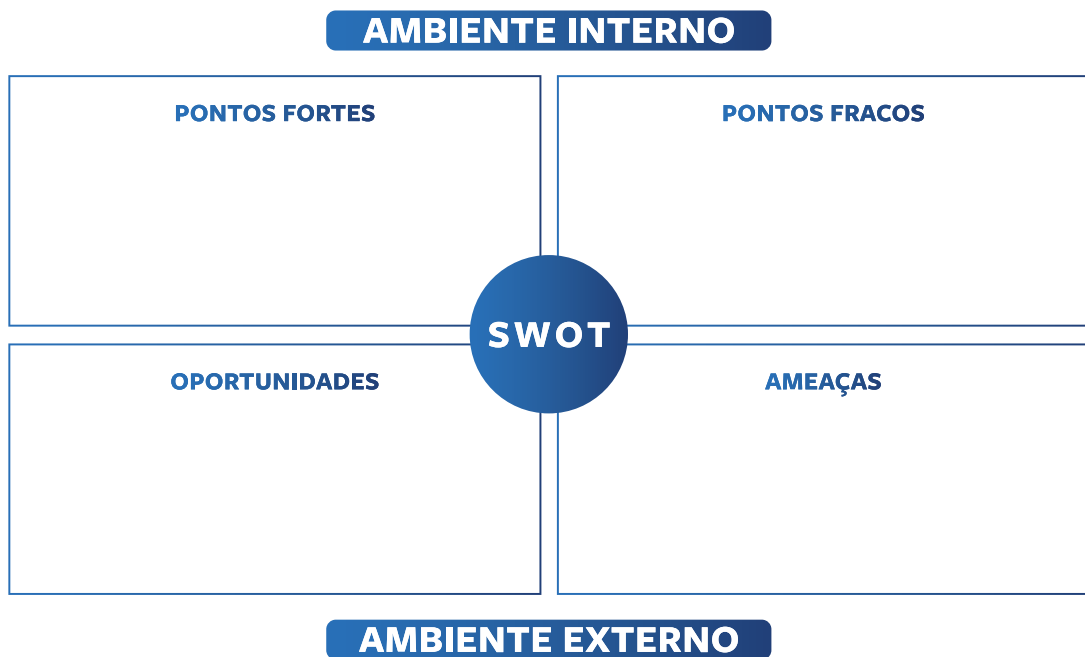 AMBIENTE INTERNO
PONTOS FORTES
PONTOS FRACOS
SWOT
OPORTUNIDADES
AMEAÇAS
AMBIENTE EXTERNO